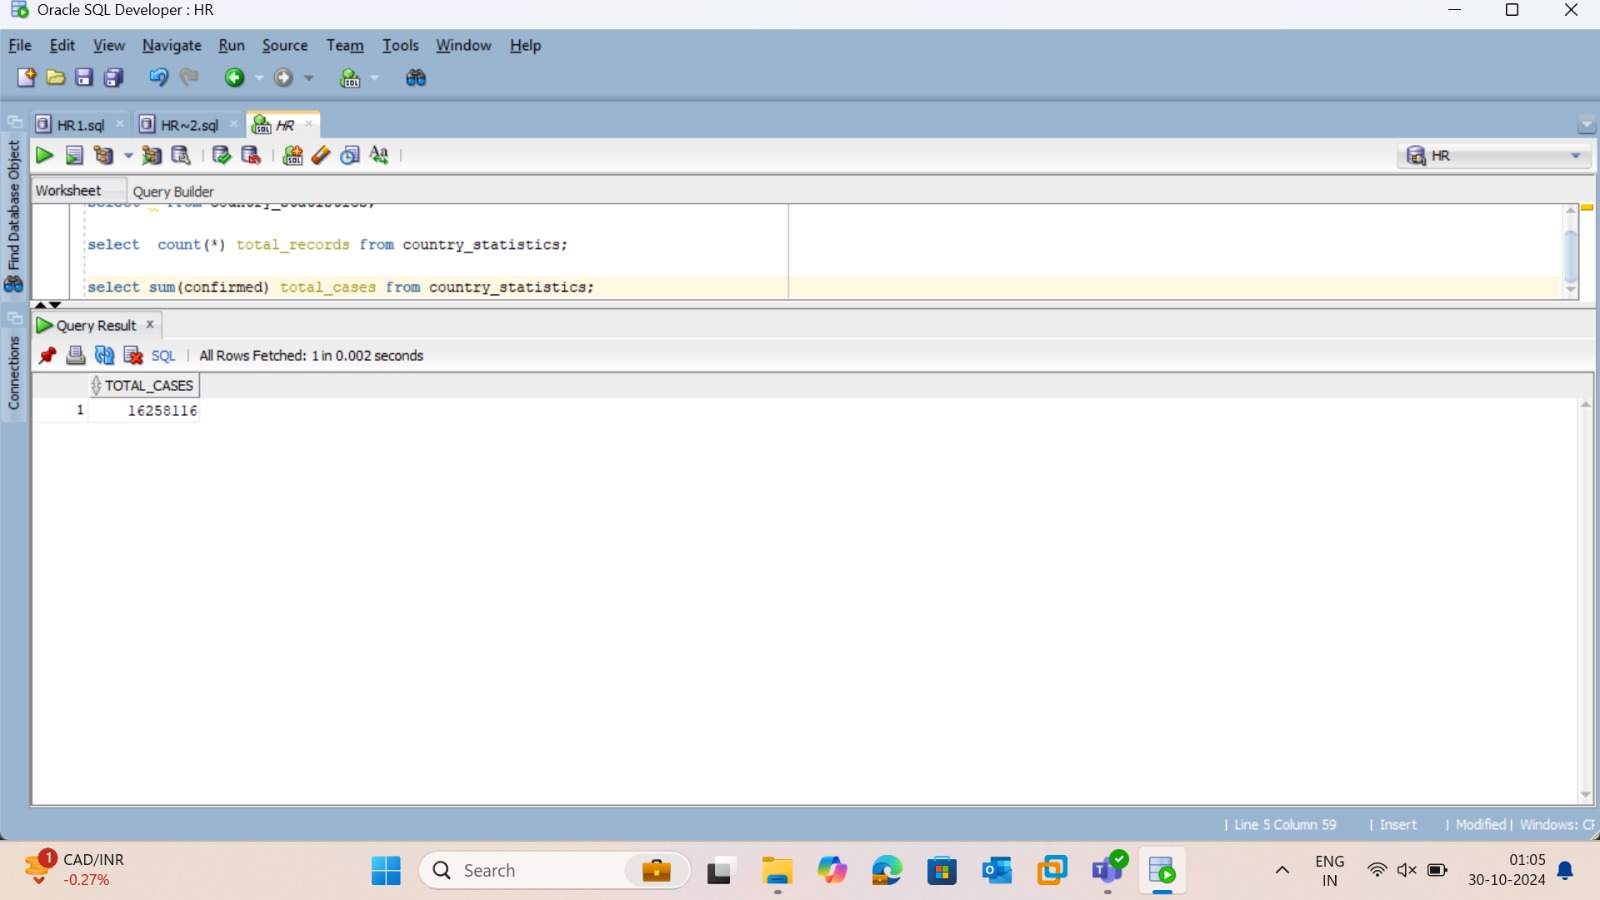 Oracle SQL Developer : HR
File Edit View Navigate Run Source Team Tools Window Help
HR1.sql HR~2.sql HR
HR
Find Database Object
Connections
Worksheet Query Builder
select from country_statistics;
select count(*) total_records from country_statistics;
select sum(confirmed) total_cases from country_statistics;
Query Result
SQL | All Rows Fetched: 1 in 0.002 seconds
TOTAL_CASES
1 16258116
| Line 5 Column 59 | Insert | Modified | Windows:
1 CAD/INR
-0.27%
Search
ENG
IN
01:05
30-10-2024